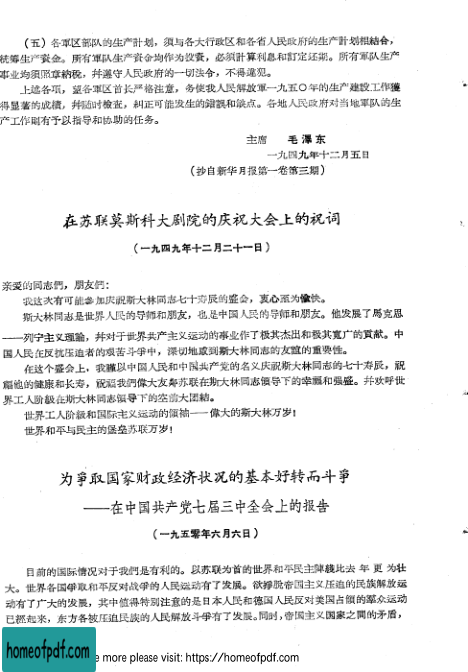 （五）各軍区部队的生产計划，须与各大行政区和各省人民政府的生产計划相結合，
統筹生产資金。所有軍队生产資金均作为投資，必須計算利息和訂定还期。所有軍队生产
事业均須照章納税，并遵守人民政府的一切法令，不得違犯。
上述各項，望各軍区首长严格注意，务使我人民解放軍一九五〇年的生产建設工作獲
得显著的成績，并随时檢查，糾正可能发生的錯誤和缺点。各地人民政府对当地軍队的生
产工作則有予以指导和协助的任务。
主席 毛澤东
一九四九年十二月五日
（抄自新华月报第一卷第三期）
在苏联莫斯科大剧院的庆祝大会上的祝词
（一九四九年十二月二十一日）
亲爱的同志們，朋友們：
我这次有可能参加庆祝斯大林同志七十寿辰的盛会，衷心至为愉快。
斯大林同志是世界人民的导师和朋友，也是中国人民的导师和朋友。他发展了馬克思
——列宁主义理論，并对于世界共产主义运动的事业作了极其杰出和极其寬广的貢献。中
国人民在反抗压迫者的艰苦斗爭中，深切地感到斯大林同志的友誼的重要性。
在这个盛会上，我謹以中国人民和中国共产党的名义庆祝斯大林同志的七十寿辰，祝
福他的健康和长寿，祝福我們偉大友邦苏联在斯大林同志領导下的幸福和强盛。并欢呼世
界工人阶級在斯大林同志領导下的空前大团結。
世界工人阶級和国际主义运动的領袖——偉大的斯大林万岁！
世界和平与民主的堡垒苏联万岁！
为爭取国家财政经济状况的基本好转而斗爭
——在中国共产党七届三中全会上的报告
（一九五零年六月六日）
目前的国际情况对于我們是有利的。以苏联为首的世界和平民主陣綫比去 年 更 为壮
大。世界各国爭取和平反对战爭的人民运动有了发展。欲掙脫帝国主义压迫的民族解放运
动有了广大的发展，其中值得特別注意的是日本人民和德国人民反对美国占領的羣众运动
已經起来，东方各被压迫民族的人民解放斗爭有了发展。同时，帝国主义国家之間的矛盾，
homeofpdf.com
e more please visit: https://homeofpdf.com